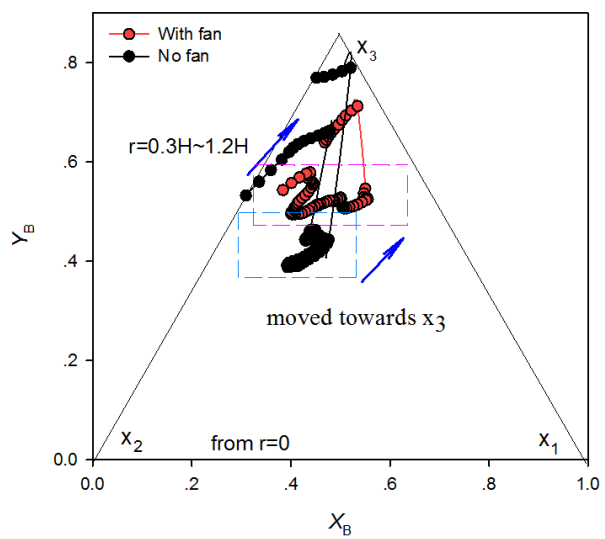 With fan
No fan
x3
r=0.3H~1.2H
moved towards x3
x2
from r=0
x1
YB
.8
.6
.4
.2
0.0
0.0
.2
.4
.6
.8
1.0
XB